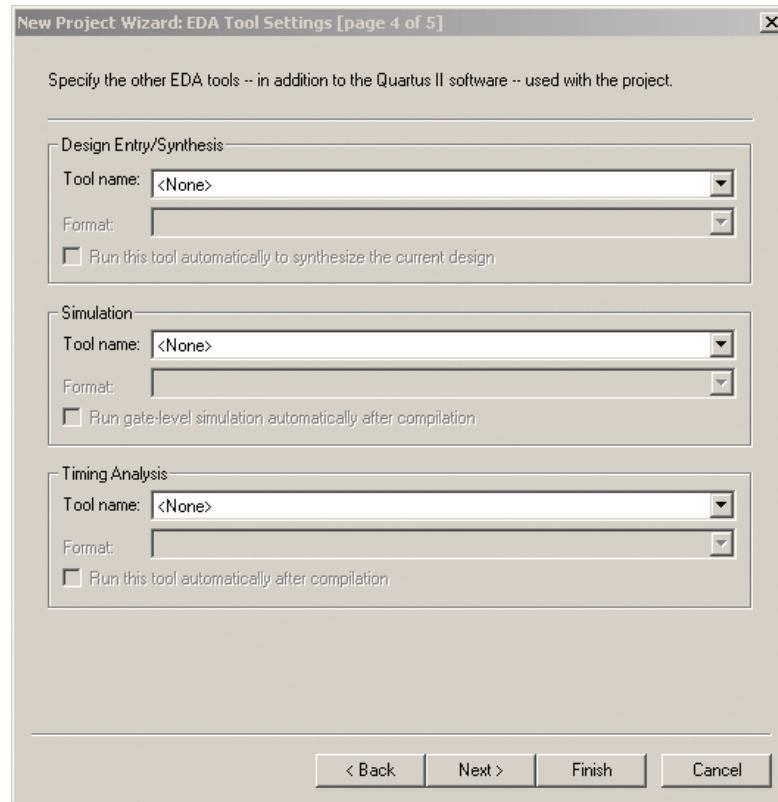 New Project Wizard: EDA Tool Settings [page 4 of 5]
Specify the other EDA tools -- in addition to the Quartus II software -- used with the project.
Design Entry/Synthesis
Tool name: <None>
Format:
Run this tool automatically to synthesize the current design
Simulation
Tool name: <None>
Format:
Run gate-level simulation automatically after compilation
Timing Analysis
Tool name: <None>
Format:
Run this tool automatically after compilation
< Back Next > Finish Cancel